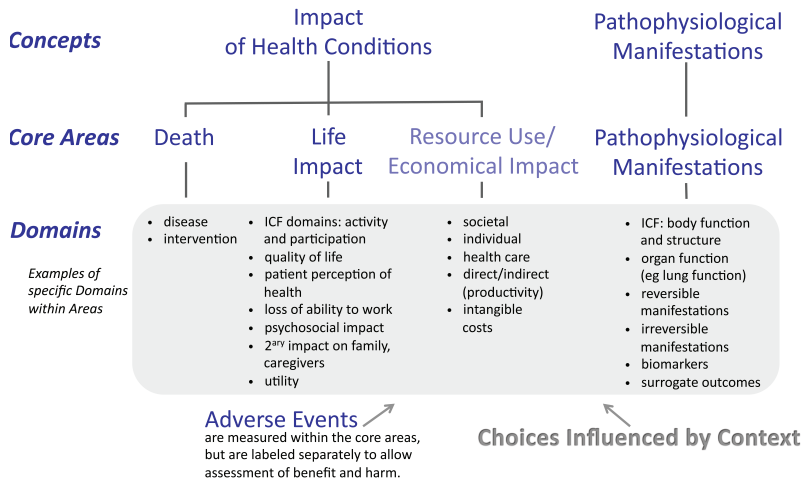 Concepts
Impact
of Health Conditions
Pathophysiological
Manifestations
Core Areas
Death
Life
Impact
Resource Use/
Economical Impact
Pathophysiological
Manifestations
Domains
Examples of
specific Domains
within Areas
• disease
• intervention
• ICF domains: activity
and participation
• quality of life
• patient perception of
health
• loss of ability to work
• psychosocial impact
• 2ary impact on family,
caregivers
• utility
• societal
• individual
• health care
• direct/indirect
(productivity)
• intangible
costs
• ICF: body function
and structure
• organ function
(eg lung function)
• reversible
manifestations
• irreversible
manifestations
• biomarkers
• surrogate outcomes
Adverse Events
are measured within the core areas,
but are labeled separately to allow
assessment of benefit and harm.
Choices Influenced by Context